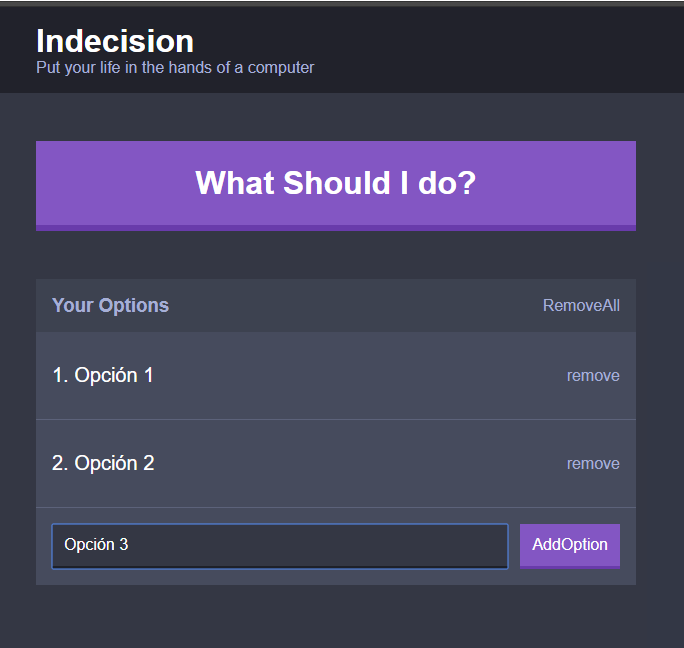 Indecision
Put your life in the hands of a computer
What Should I do?
Your Options RemoveAll
1. Opción 1 remove
2. Opción 2 remove
Opción 3 AddOption